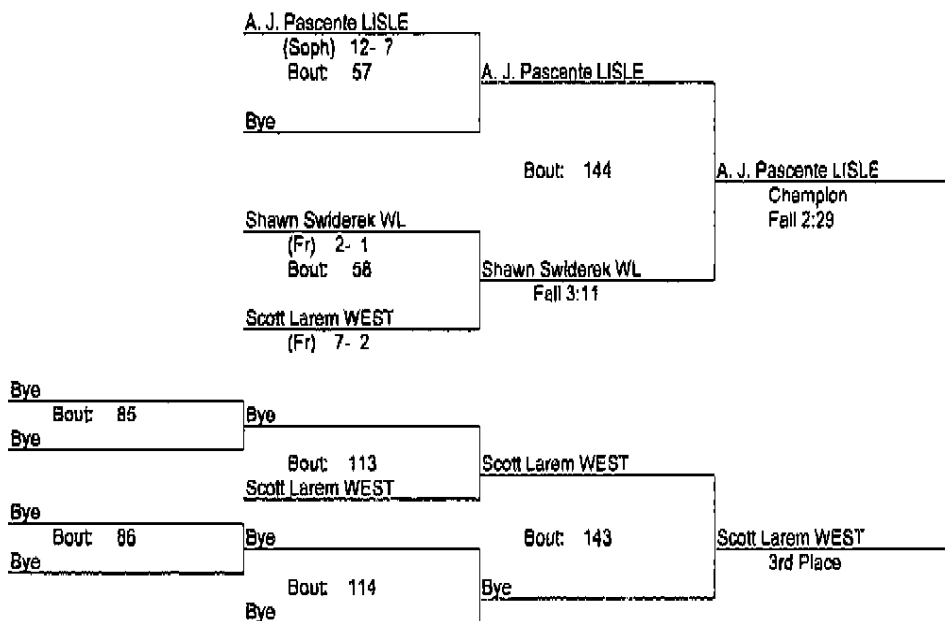 A. J. Pascente LISLE
(Soph) 12- 7
Bout: 57
A. J. Pascente LISLE
Bye
Bout: 144
A. J. Pascente LISLE
Champion
Fall 2:29
Shawn Swiderek WL
(Fr) 2- 1
Bout: 58
Shawn Swiderek WL
Fall 3:11
Scott Larem WEST
(Fr) 7- 2
Bye
Bout: 85
Bye
Bye
Bout: 113
Scott Larem WEST
Scott Larem WEST
Bye
Bout: 86
Bye
Bout: 143
Scott Larem WEST
3rd Place
Bye
Bout: 114
Bye
Bye